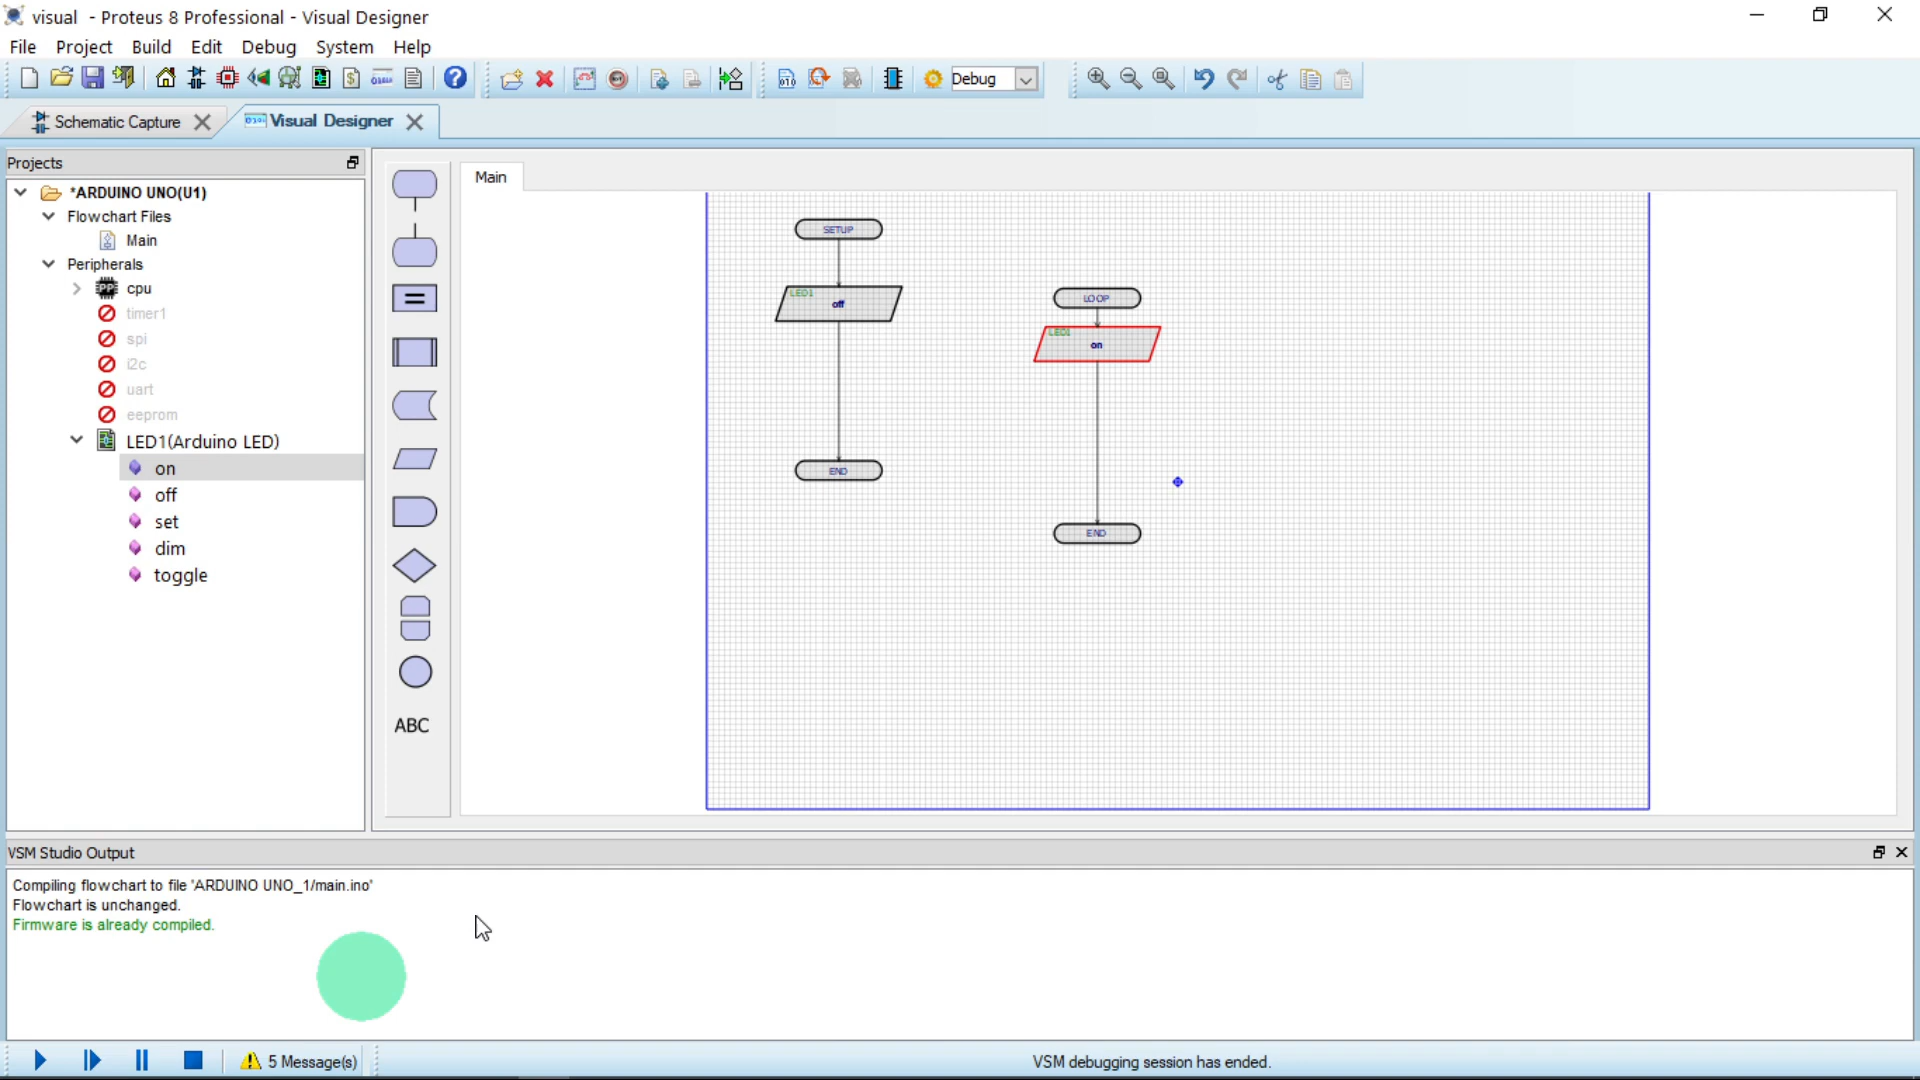 visual - Proteus 8 Professional - Visual Designer
File Project Build Edit Debug System Help
Debug
Schematic Capture
Visual Designer
Projects
*ARDUINO UNO(U1)
Flowchart Files
Main
Peripherals
cpu
timer1
spi
i2c
uart
eeprom
LED1(Arduino LED)
on
off
set
dim
toggle
ABC
Main
SETUP
LED1
off
END
LOOP
LED1
on
END
VSM Studio Output
Compiling flowchart to file 'ARDUINO UNO_1/main.ino'
Flowchart is unchanged.
Firmware is already compiled.
5 Message(s)
VSM debugging session has ended.